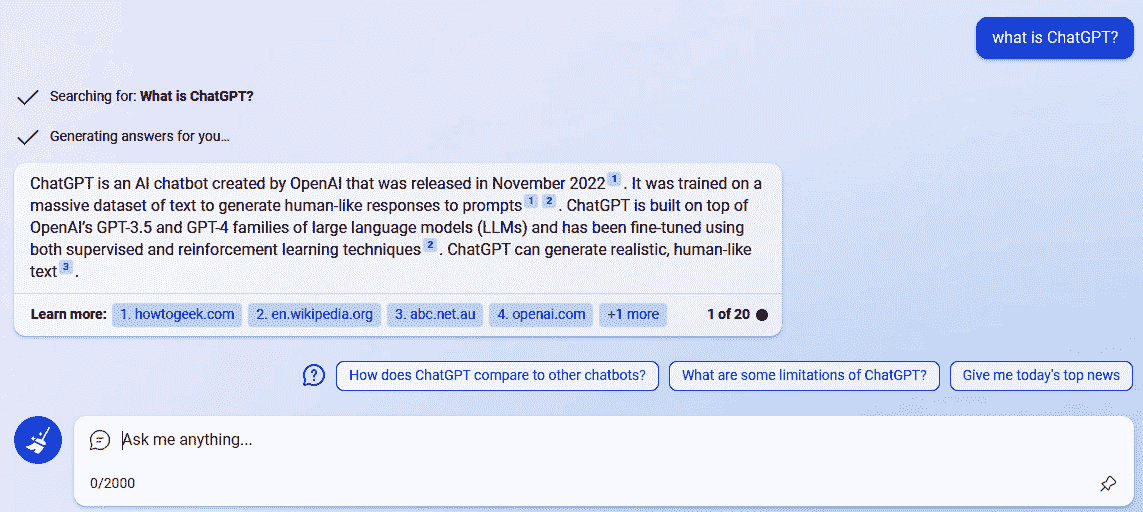 what is ChatGPT?
Searching for: What is ChatGPT?
Generating answers for you...
ChatGPT is an AI chatbot created by OpenAI that was released in November 2022 1 . It was trained on a
massive dataset of text to generate human-like responses to prompts 1 2 . ChatGPT is built on top of
OpenAI's GPT-3.5 and GPT-4 families of large language models (LLMs) and has been fine-tuned using
both supervised and reinforcement learning techniques 2 . ChatGPT can generate realistic, human-like
text 3 .
Learn more: 1. howtogeek.com 2. en.wikipedia.org 3. abc.net.au 4. openai.com +1 more 1 of 20
How does ChatGPT compare to other chatbots? What are some limitations of ChatGPT? Give me today's top news
Ask me anything...
0/2000